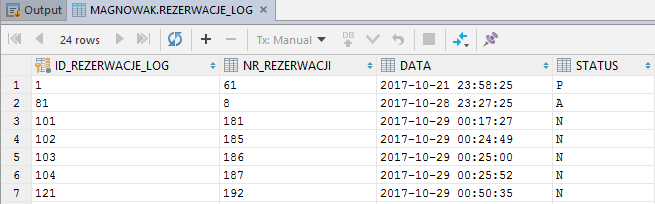 Output MAGNOWAK.REZERWACJE_LOG
24 rows Tx: Manual DB
ID_REZERWACJE_LOG NR_REZERWACJI DATA STATUS
1 1 61 2017-10-21 23:58:25 P
2 81 8 2017-10-28 23:27:25 A
3 101 181 2017-10-29 00:17:27 N
4 102 185 2017-10-29 00:24:49 N
5 103 186 2017-10-29 00:25:00 N
6 104 187 2017-10-29 00:25:52 N
7 121 192 2017-10-29 00:50:35 N